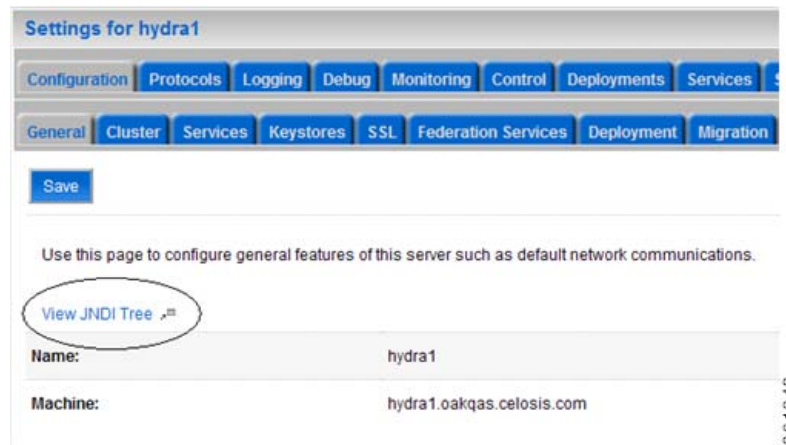 Settings for hydra1
Configuration Protocols Logging Debug Monitoring Control Deployments Services
General Cluster Services Keystores SSL Federation Services Deployment Migration
Save
Use this page to configure general features of this server such as default network communications.
View JNDI Tree
Name: hydra1
Machine: hydra1.oakqas.celosis.com